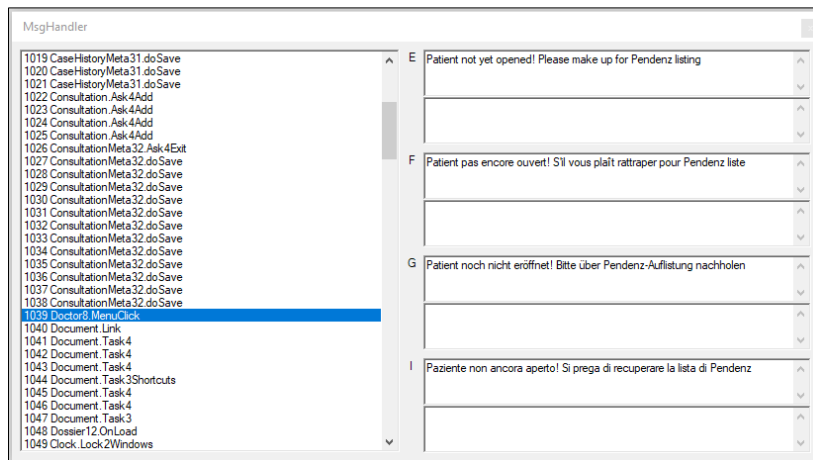 MsgHandler
1019 CaseHistoryMeta31.doSave
1020 CaseHistoryMeta31.doSave
1021 CaseHistoryMeta31.doSave
1022 Consultation.Ask4Add
1023 Consultation.Ask4Add
1024 Consultation.Ask4Add
1025 Consultation.Ask4Add
1026 ConsultationMeta32.Ask4Exit
1027 ConsultationMeta32.doSave
1028 ConsultationMeta32.doSave
1029 ConsultationMeta32.doSave
1030 ConsultationMeta32.doSave
1031 ConsultationMeta32.doSave
1032 ConsultationMeta32.doSave
1033 ConsultationMeta32.doSave
1034 ConsultationMeta32.doSave
1035 ConsultationMeta32.doSave
1036 ConsultationMeta32.doSave
1037 ConsultationMeta32.doSave
1038 ConsultationMeta32.doSave
1039 Doctor8.MenuClick
1040 Document.Link
1041 Document.Task4
1042 Document.Task4
1043 Document.Task4
1044 Document.Task3Shortcuts
1045 Document.Task4
1046 Document.Task4
1047 Document.Task3
1048 Dossier12.OnLoad
1049 Clock.Lock2Windows
E
Patient not yet opened! Please make up for Pendenz listing
F
Patient pas encore ouvert! S'il vous plaît rattraper pour Pendenz liste
G
Patient noch nicht eröffnet! Bitte über Pendenz-Auflistung nachholen
I
Paziente non ancora aperto! Si prega di recuperare la lista di Pendenz